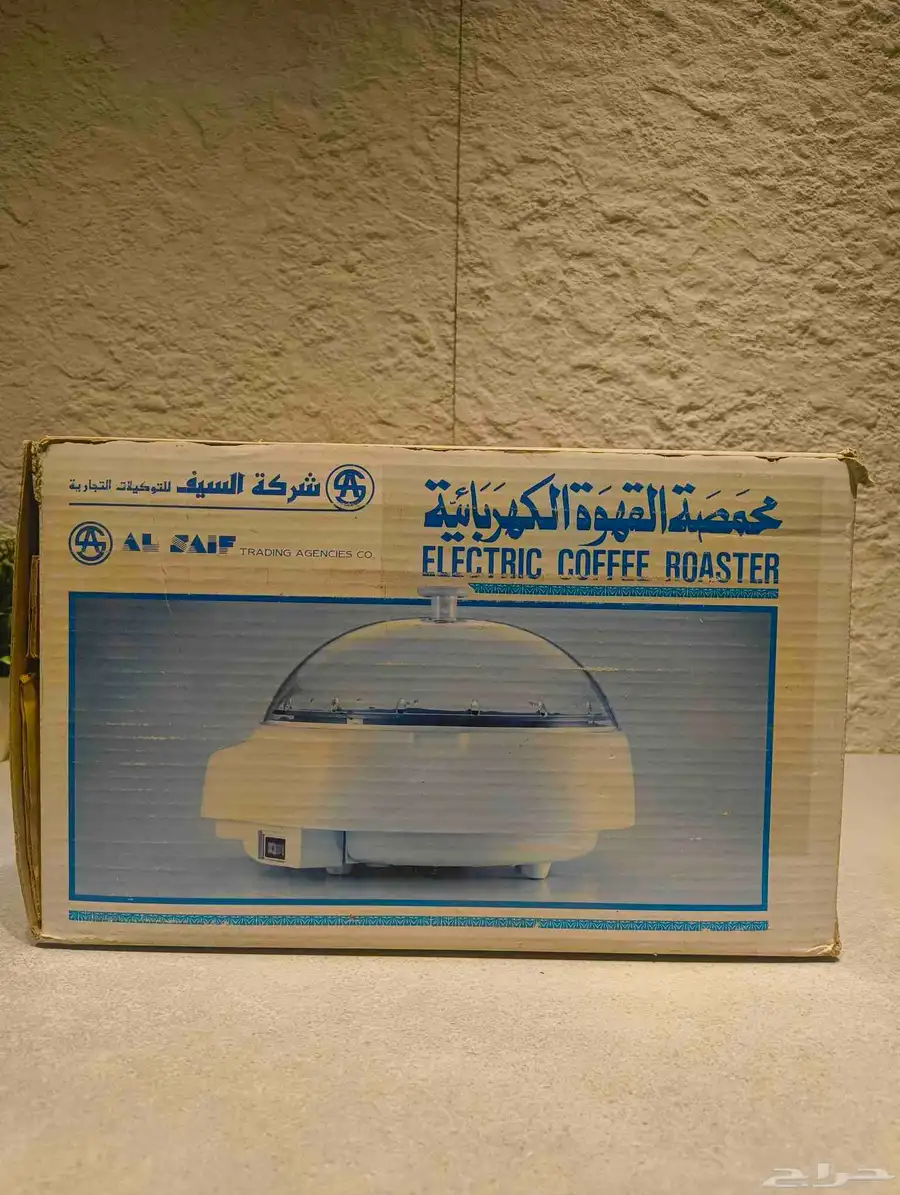 شركة السيف للتوكيلات التجارية
AL SAIF TRADING AGENCIES CO.
محمصة القهوة الكهربائية
ELECTRIC COFFEE ROASTER
حراج